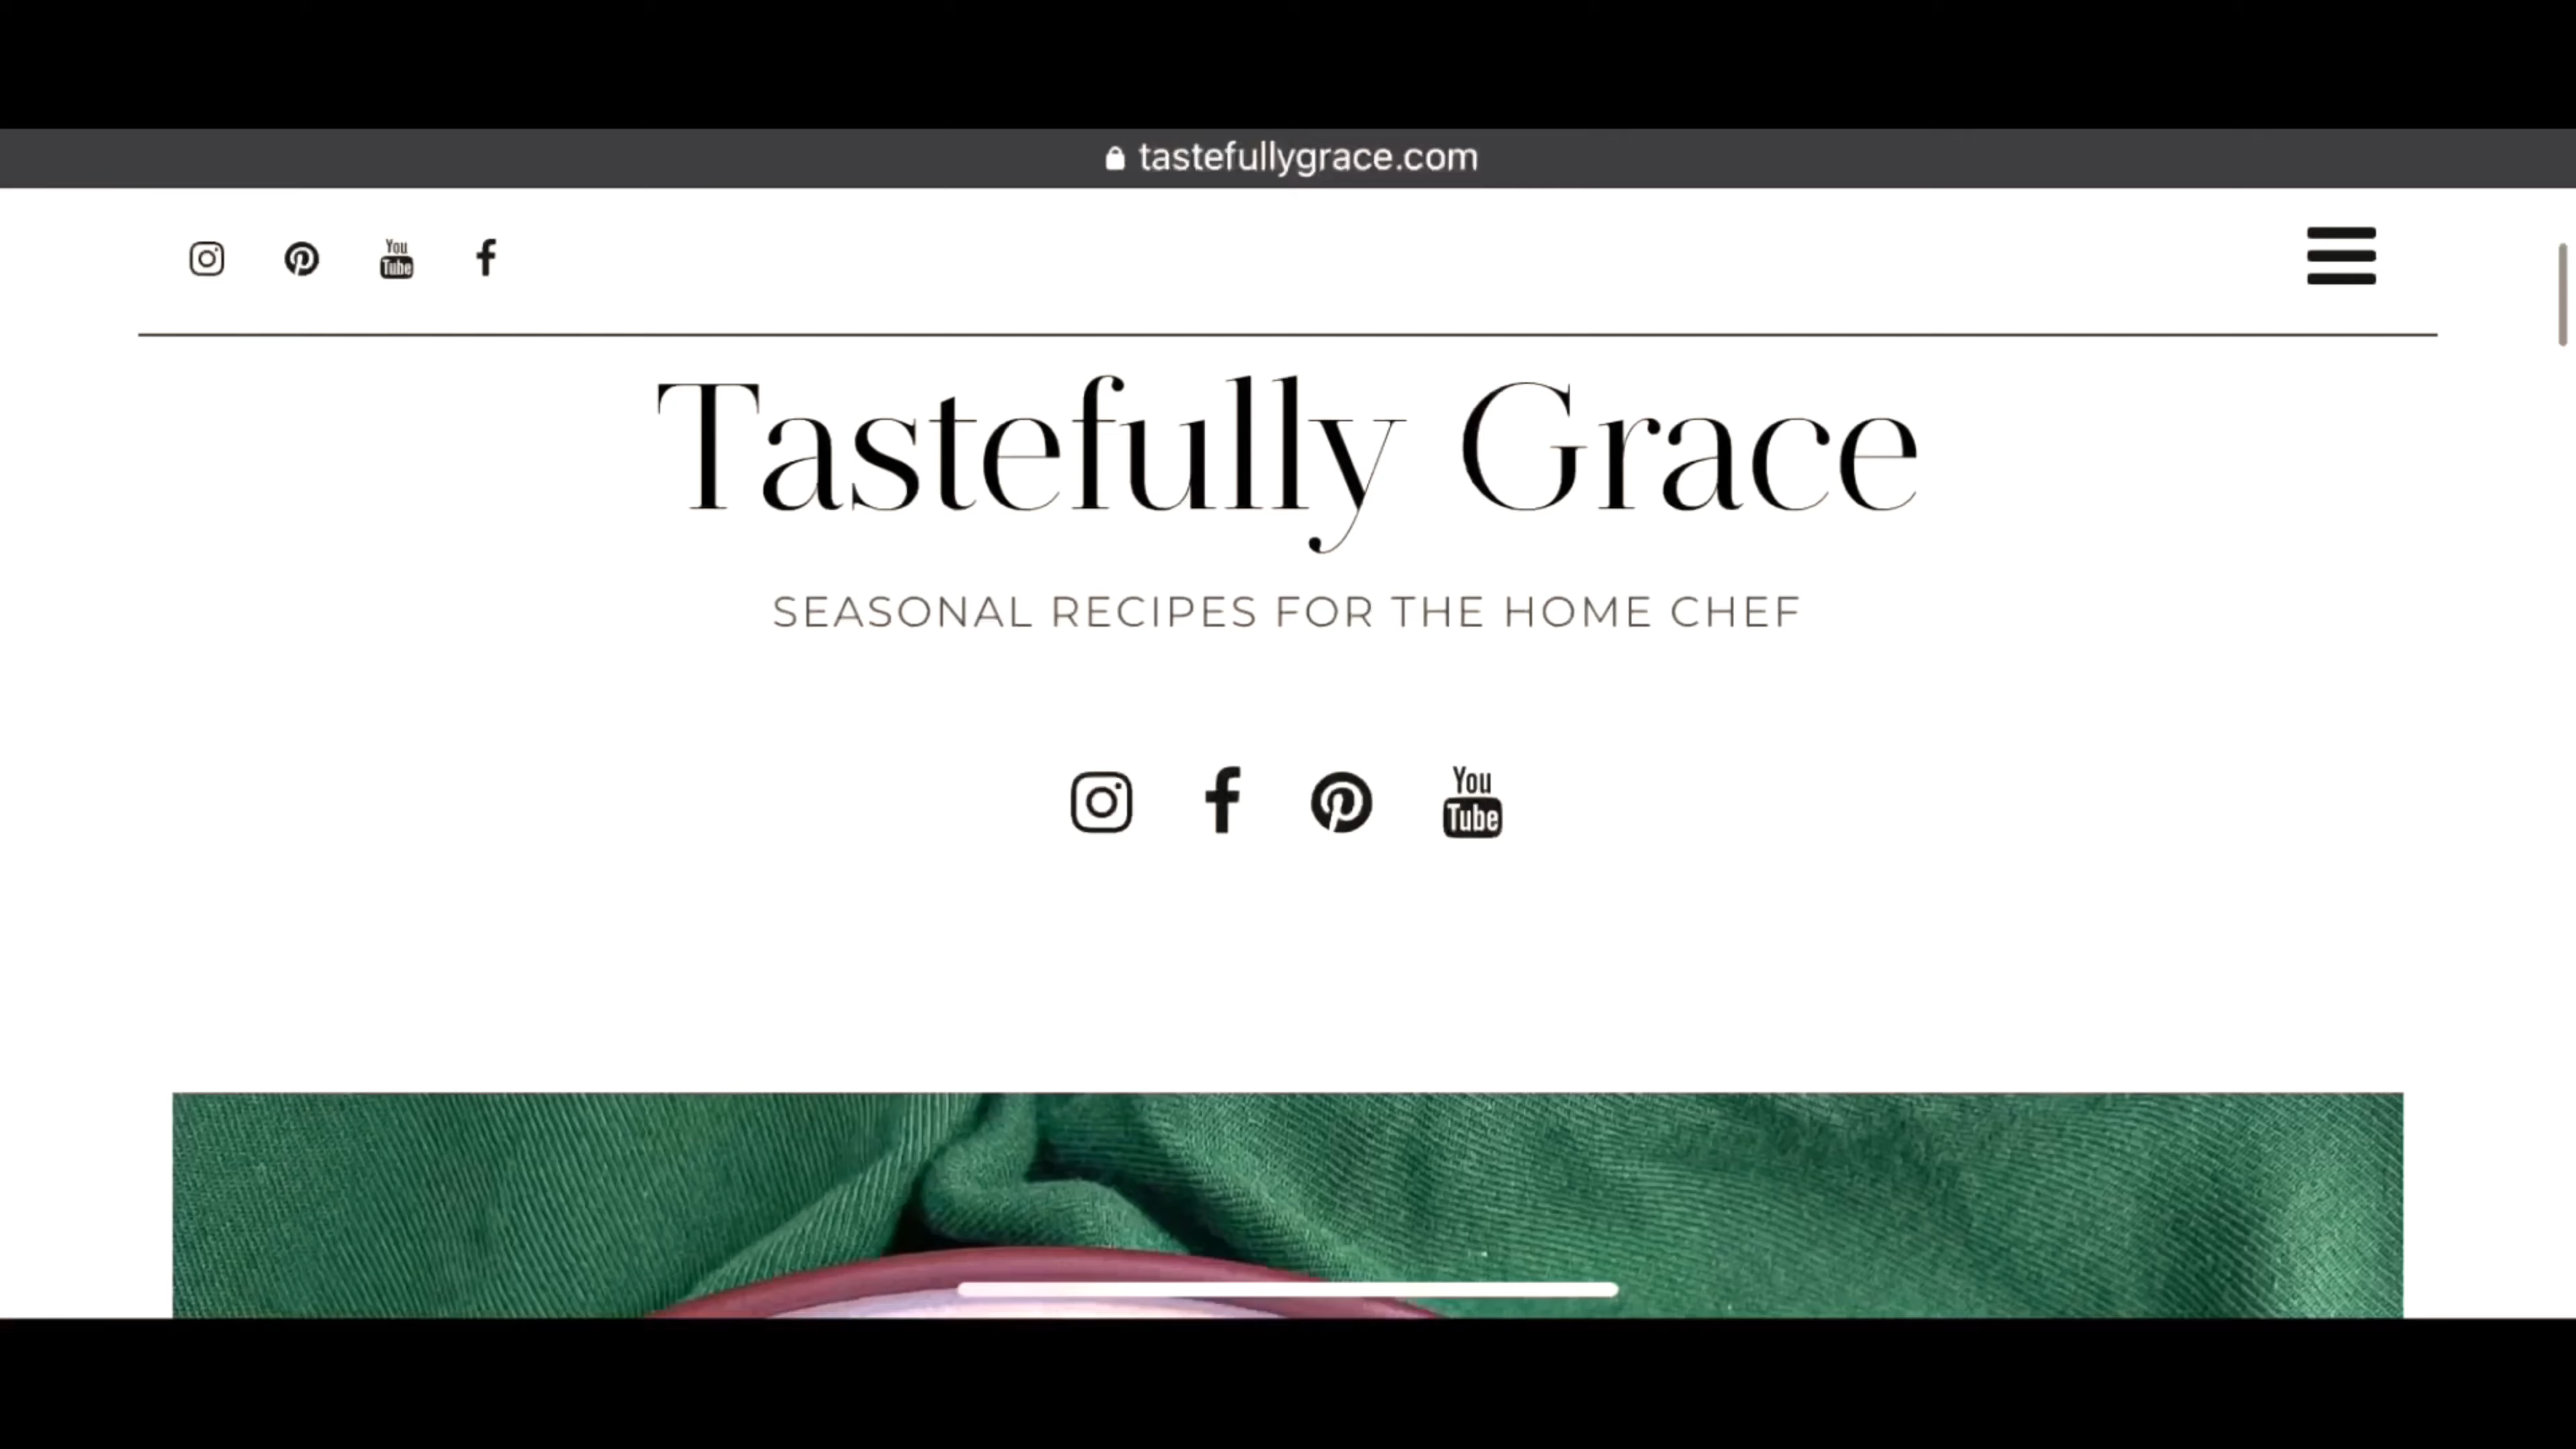 tastefullygrace.com
You
Tube
Tastefully Grace
SEASONAL RECIPES FOR THE HOME CHEF
You
Tube